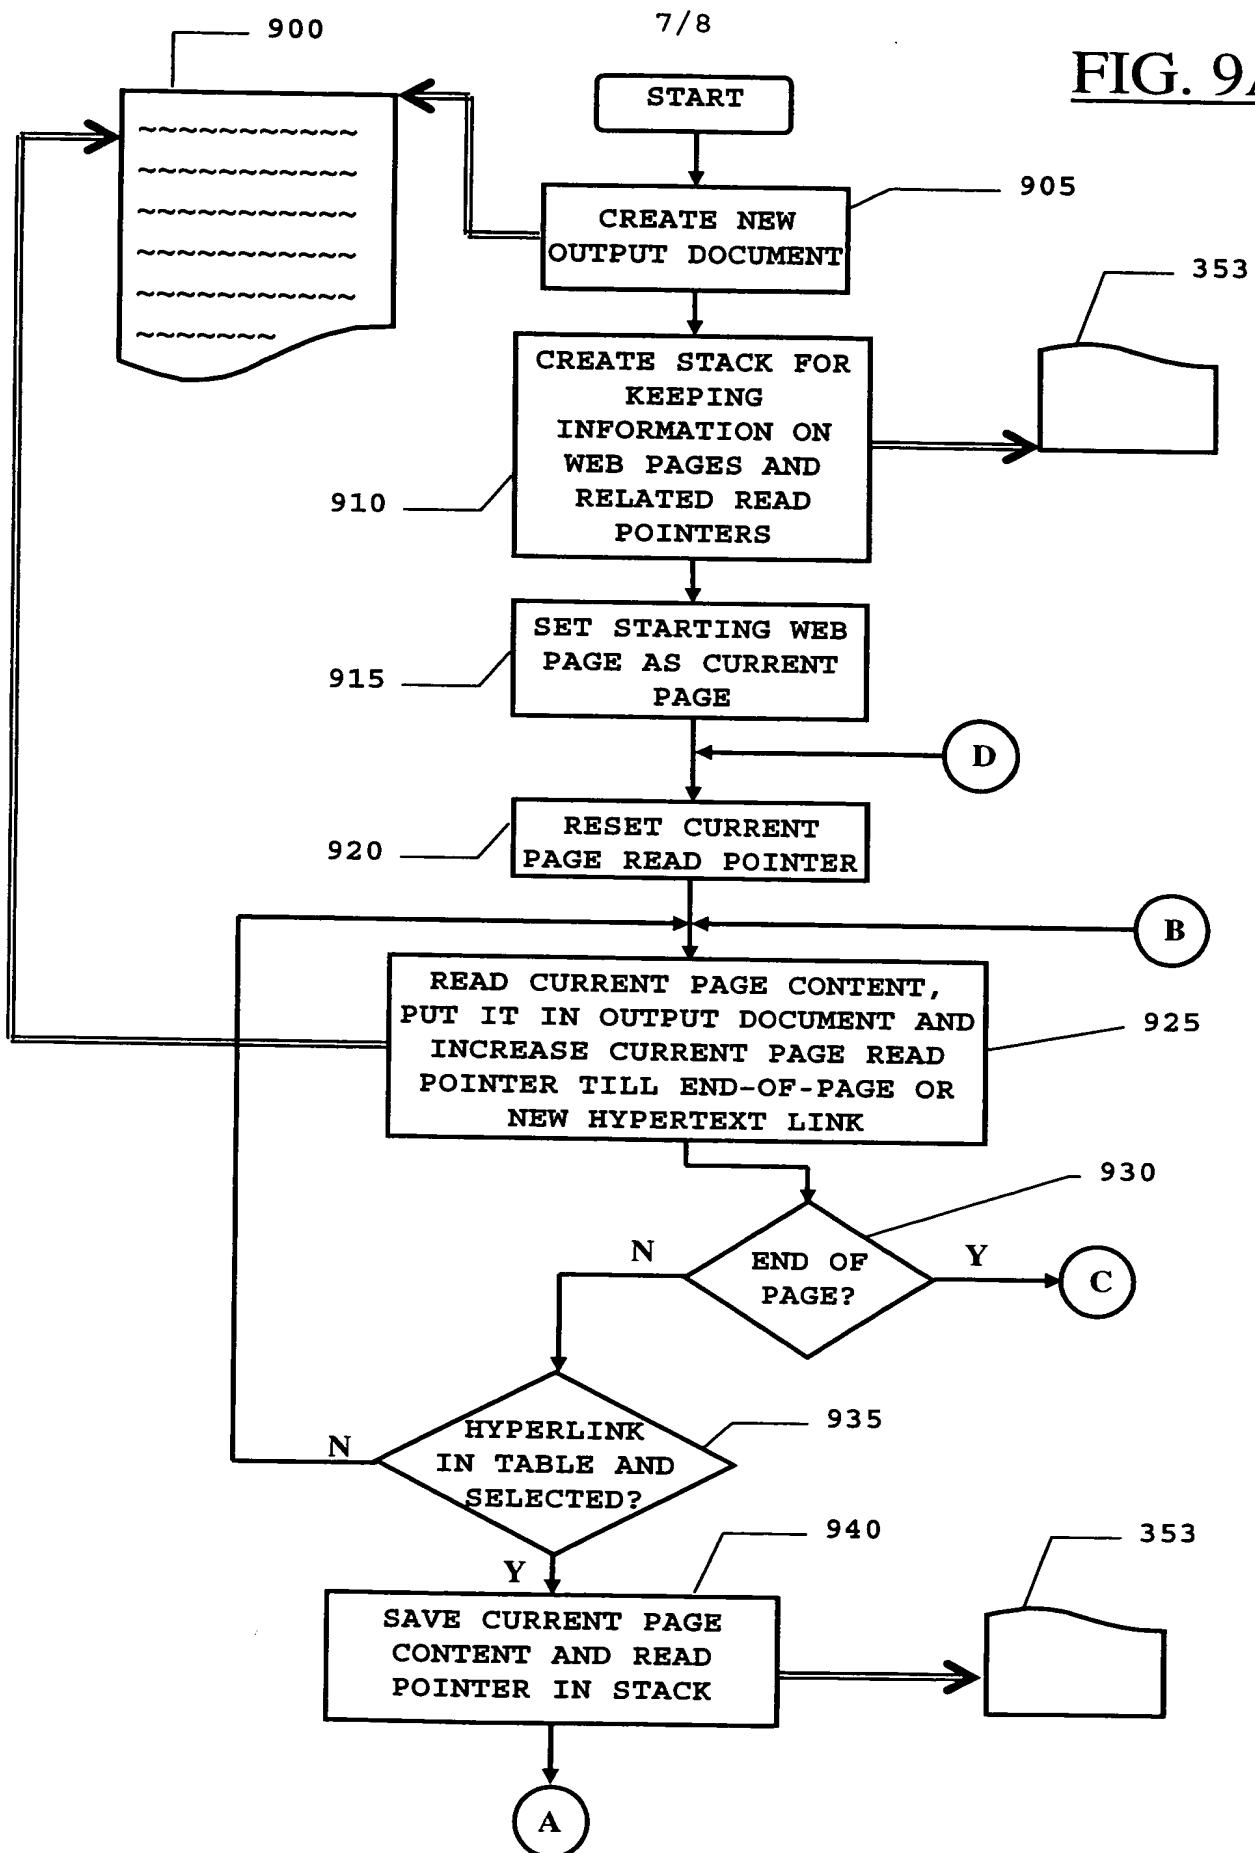 7/8
FIG. 9A
900
START
905
CREATE NEW
OUTPUT DOCUMENT
353
~~~~~~~~~~~
~~~~~~~~~~~
~~~~~~~~~~~
~~~~~~~~~~~
~~~~~~~~~~~
~~~~~~~
CREATE STACK FOR
KEEPING
INFORMATION ON
WEB PAGES AND
RELATED READ
POINTERS
910
SET STARTING WEB
PAGE AS CURRENT
PAGE
915
D
RESET CURRENT
PAGE READ POINTER
920
B
READ CURRENT PAGE CONTENT,
PUT IT IN OUTPUT DOCUMENT AND
INCREASE CURRENT PAGE READ
POINTER TILL END-OF-PAGE OR
NEW HYPERTEXT LINK
925
930
END OF
PAGE?
N
Y
C
HYPERLINK
IN TABLE AND
SELECTED?
935
N
Y
940
SAVE CURRENT PAGE
CONTENT AND READ
POINTER IN STACK
353
A